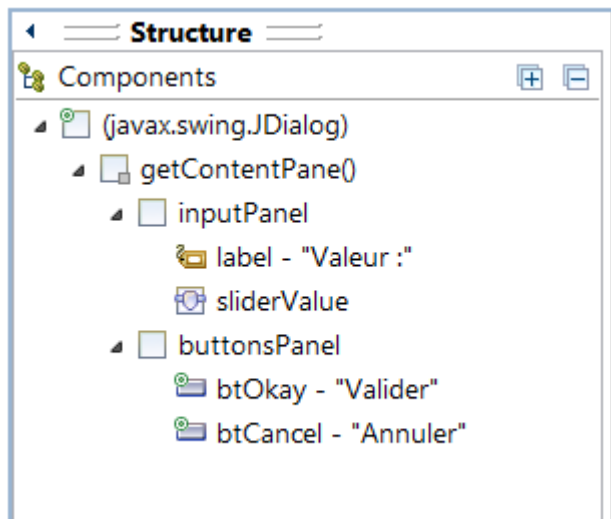 Structure
Components
(javax.swing.JDialog)
getContentPane()
inputPanel
label - "Valeur :"
sliderValue
buttonsPanel
btOkay - "Valider"
btCancel - "Annuler"